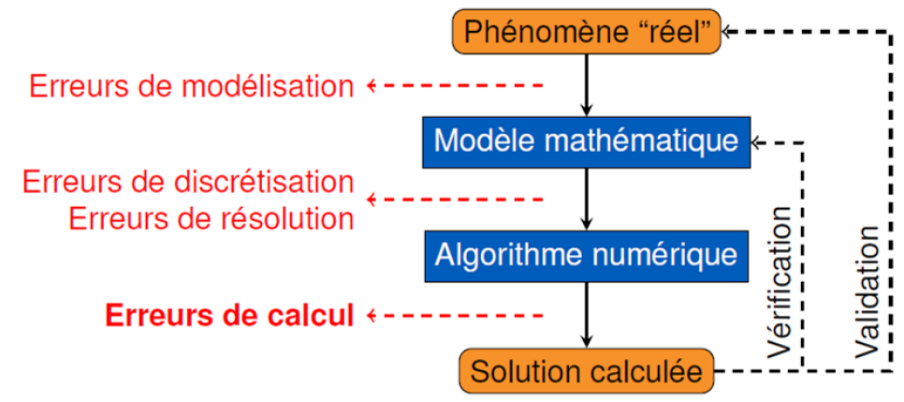 Phénomène “réel”
Erreurs de modélisation
Modèle mathématique
Erreurs de discrétisation
Erreurs de résolution
Algorithme numérique
Erreurs de calcul
Solution calculée
Vérification
Validation